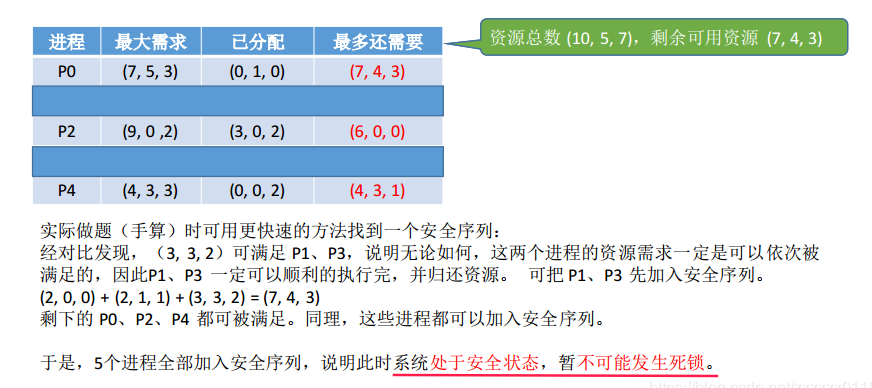 进程 最大需求 已分配 最多还需要
资源总数 (10, 5, 7)，剩余可用资源 (7, 4, 3)
P0 (7, 5, 3) (0, 1, 0) (7, 4, 3)
P2 (9, 0 ,2) (3, 0, 2) (6, 0, 0)
P4 (4, 3, 3) (0, 0, 2) (4, 3, 1)
实际做题（手算）时可用更快速的方法找到一个安全序列：
经对比发现，（3, 3, 2）可满足 P1、P3，说明无论如何，这两个进程的资源需求一定是可以依次被
满足的，因此P1、P3 一定可以顺利的执行完，并归还资源。 可把 P1、P3 先加入安全序列。
(2, 0, 0) + (2, 1, 1) + (3, 3, 2) = (7, 4, 3)
剩下的 P0、P2、P4 都可被满足。同理，这些进程都可以加入安全序列。
于是，5个进程全部加入安全序列，说明此时系统处于安全状态，暂不可能发生死锁。